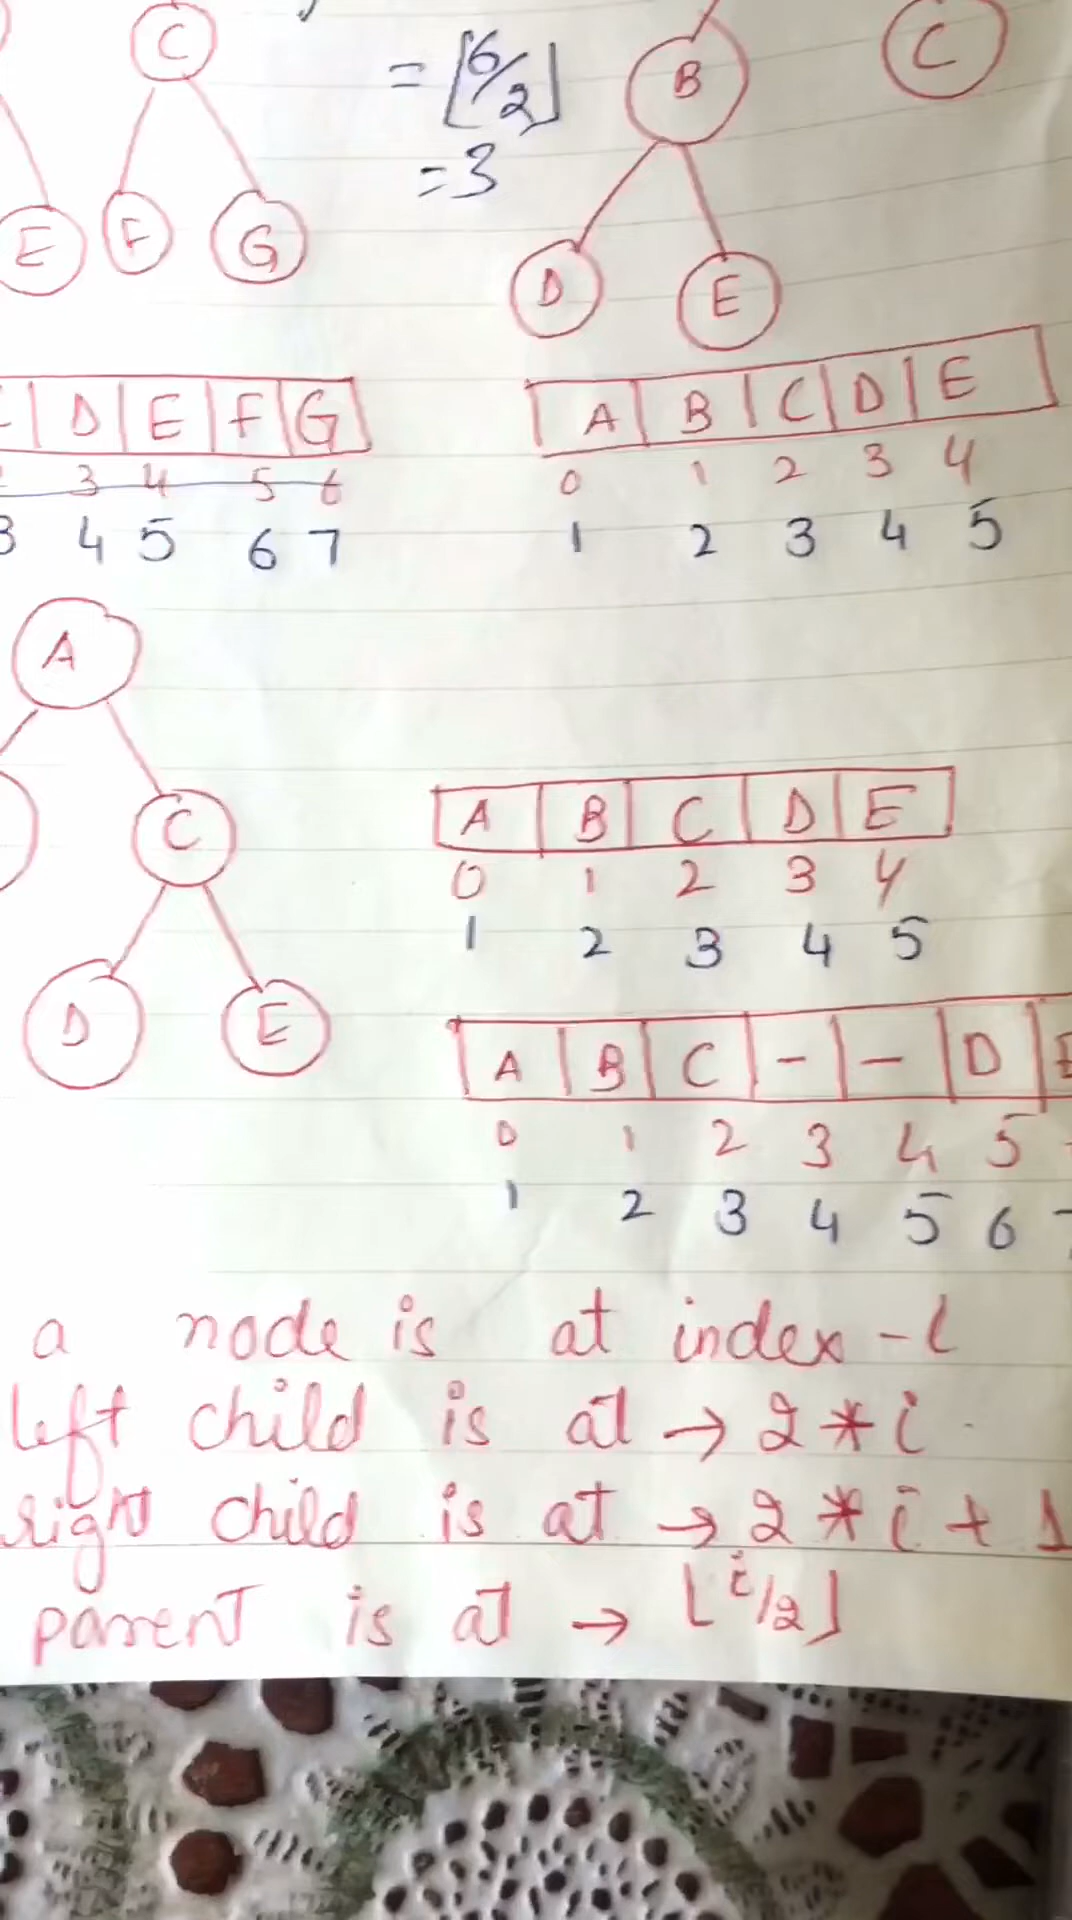 C
= ⌊6/2⌋
= 3
B
C
E
F
G
D
E
D E F G
3 4 5 6
3 4 5 6 7
A B C D E
0 1 2 3 4
1 2 3 4 5
A
C
D
E
A B C D E
0 1 2 3 4
1 2 3 4 5
A B C - - D E
0 1 2 3 4 5
1 2 3 4 5 6 7
a node is at index - i
left child is at → 2 * i
right child is at → 2 * i + 1
parent is at → ⌊i/2⌋